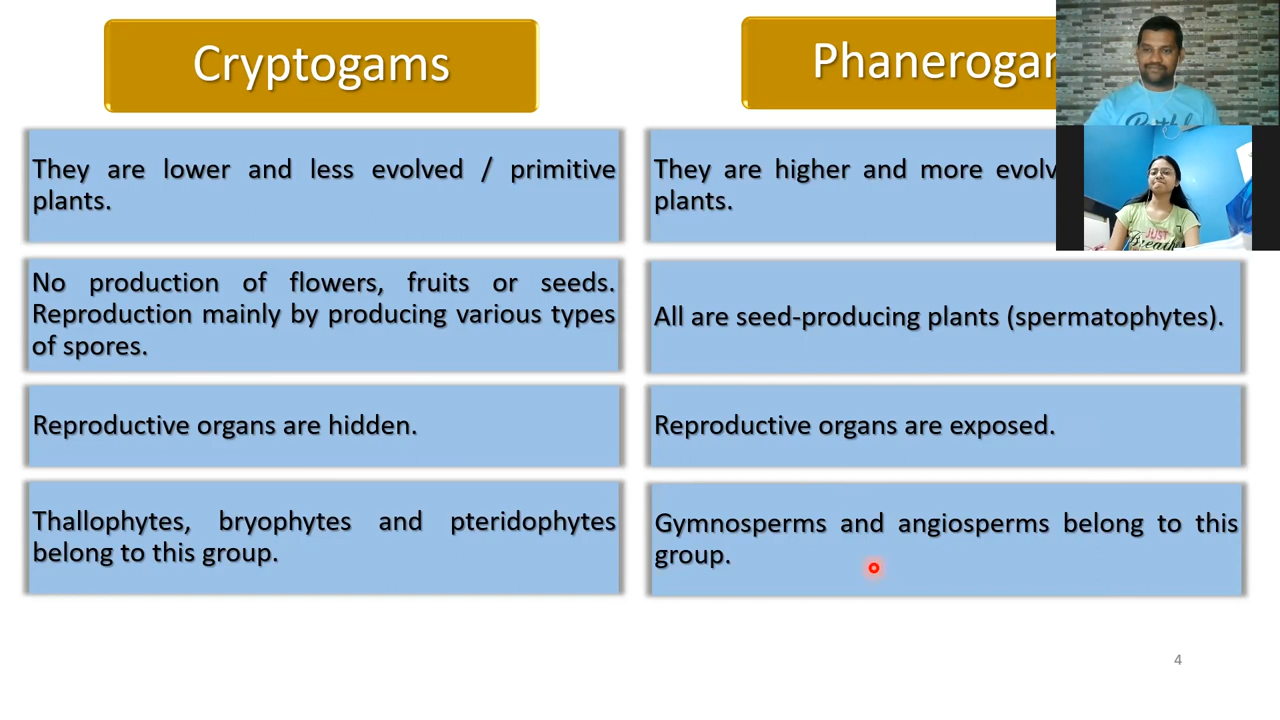 Cryptogams
They are lower and less evolved / primitive
plants.
No production of flowers, fruits or seeds.
Reproduction mainly by producing various types
of spores.
Reproductive organs are hidden.
Thallophytes, bryophytes and pteridophytes
belong to this group.
They are higher and more
plants.
All are seed-producing plants (spermatophytes).
Reproductive organs are exposed.
Gymnosperms and angiosperms belong to this
group.
JUST
Breathe
4